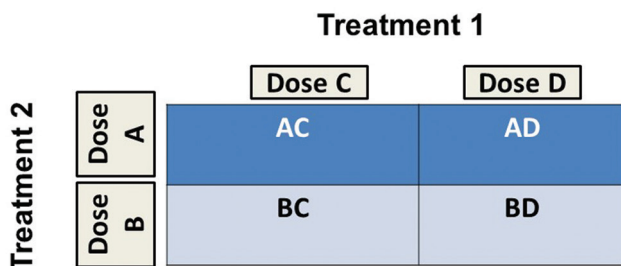 Treatment 1
Dose C Dose D
Treatment 2
Dose
A
AC AD
Dose
B
BC BD